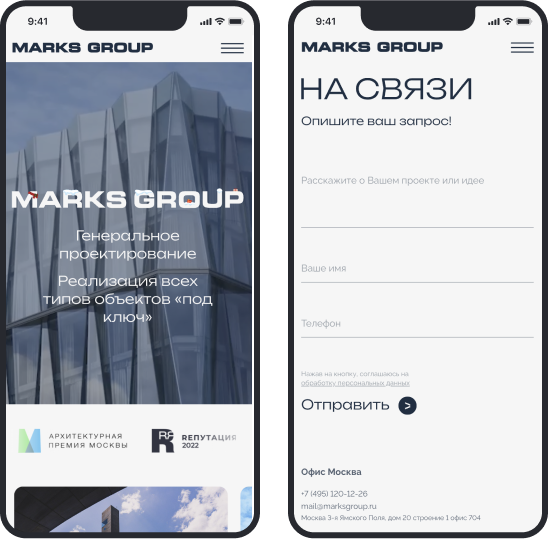 9:41
MARKS GROUP
MARKS GROUP
Генеральное
проектирование
Реализация всех
типов объектов «под
ключ»
АРХИТЕКТУРНАЯ
ПРЕМИЯ МОСКВЫ
RЕПУТАЦИЯ
2022
9:41
MARKS GROUP
НА СВЯЗИ
Опишите ваш запрос!
Расскажите о Вашем проекте или идее
Ваше имя
Телефон
Нажав на кнопку, соглашаюсь на
обработку персональных данных
Отправить
Офис Москва
+7 (495) 120-12-26
mail@marksgroup.ru
Москва 3-я Ямского Поля, дом 20 строение 1 офис 704